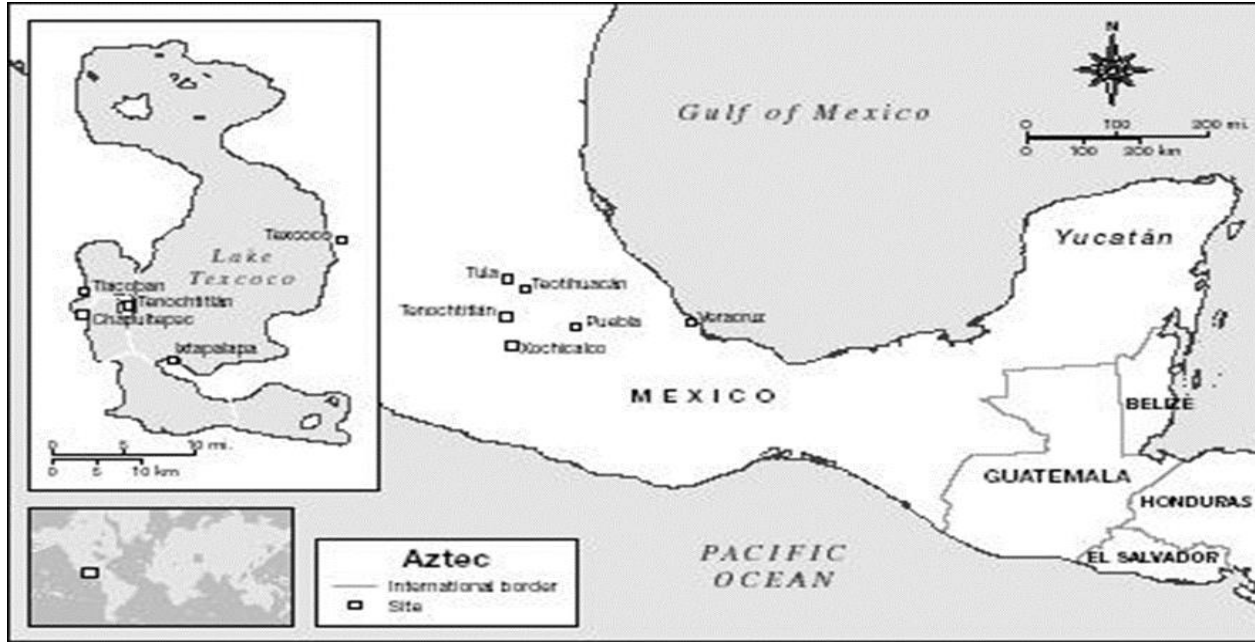 Gulf of Mexico
0 100 200 mi.
0 100 200 km
Yucatán
Texcoco
Lake
Texcoco
Tlacopan
Tenochtitlán
Chapultepec
Ixtapalapa
0 5 10 mi.
0 5 10 km
Tula
Teotihuacán
Tenochtitlán
Puebla
Veracruz
Xochicalco
MEXICO
BELIZE
GUATEMALA
HONDURAS
EL SALVADOR
PACIFIC
OCEAN
Aztec
International border
Site